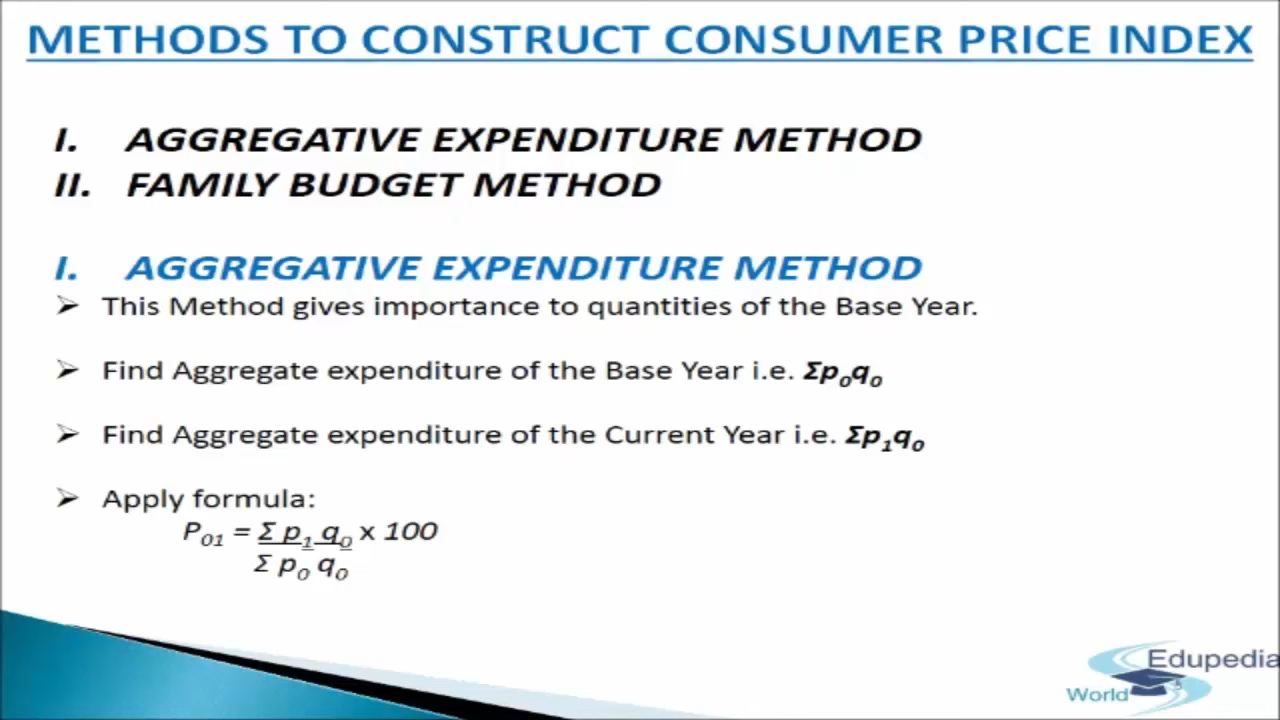 METHODS TO CONSTRUCT CONSUMER PRICE INDEX
I. AGGREGATIVE EXPENDITURE METHOD
II. FAMILY BUDGET METHOD
I. AGGREGATIVE EXPENDITURE METHOD
➢ This Method gives importance to quantities of the Base Year.
➢ Find Aggregate expenditure of the Base Year i.e. Σp₀q₀
➢ Find Aggregate expenditure of the Current Year i.e. Σp₁q₀
➢ Apply formula:
P₀₁ = Σ p₁ q₀ x 100
Σ p₀ q₀
Edupedia
World